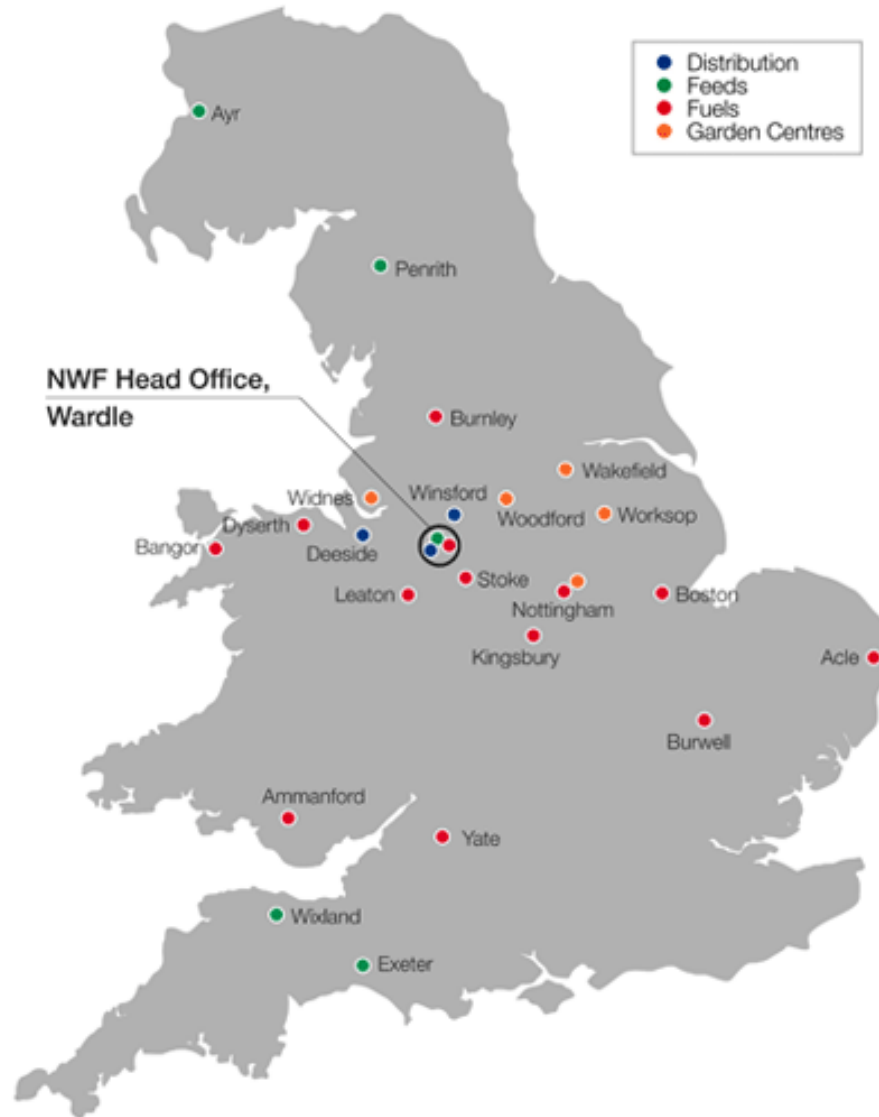 Distribution
Feeds
Fuels
Garden Centres
Ayr
Penrith
NWF Head Office,
Wardle
Burnley
Wakefield
Widnes
Winsford
Woodford
Worksop
Dyserth
Bangor
Deeside
Stoke
Leaton
Nottingham
Boston
Kingsbury
Acle
Burwell
Ammanford
Yate
Wixland
Exeter